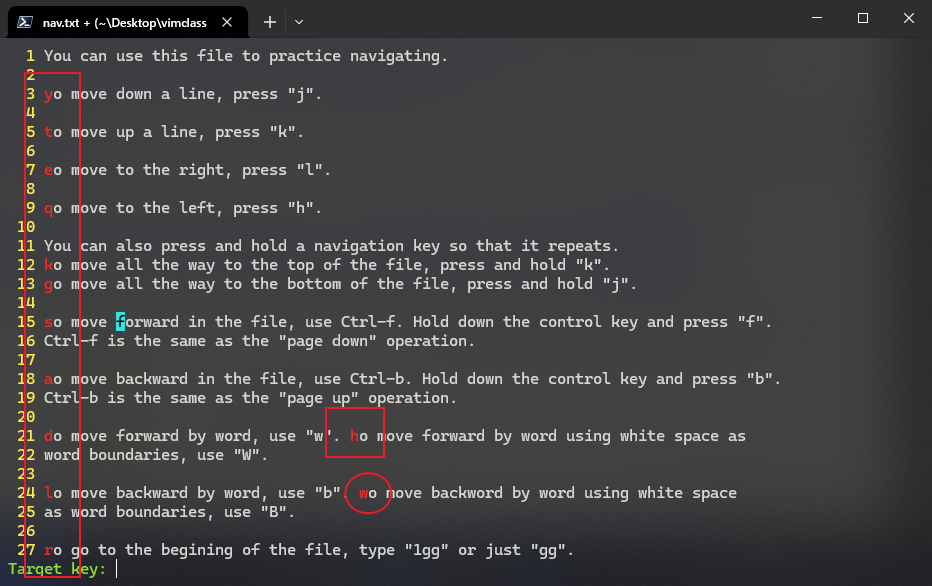 nav.txt + (~\Desktop\vimclass
1 You can use this file to practice navigating.
2
3 yo move down a line, press "j".
4
5 to move up a line, press "k".
6
7 eo move to the right, press "l".
8
9 qo move to the left, press "h".
10
11 You can also press and hold a navigation key so that it repeats.
12 ko move all the way to the top of the file, press and hold "k".
13 go move all the way to the bottom of the file, press and hold "j".
14
15 so move forward in the file, use Ctrl-f. Hold down the control key and press "f".
16 Ctrl-f is the same as the "page down" operation.
17
18 ao move backward in the file, use Ctrl-b. Hold down the control key and press "b".
19 Ctrl-b is the same as the "page up" operation.
20
21 do move forward by word, use "w". ho move forward by word using white space as
22 word boundaries, use "W".
23
24 lo move backward by word, use "b". wo move backword by word using white space
25 as word boundaries, use "B".
26
27 ro go to the begining of the file, type "1gg" or just "gg".
Target key: